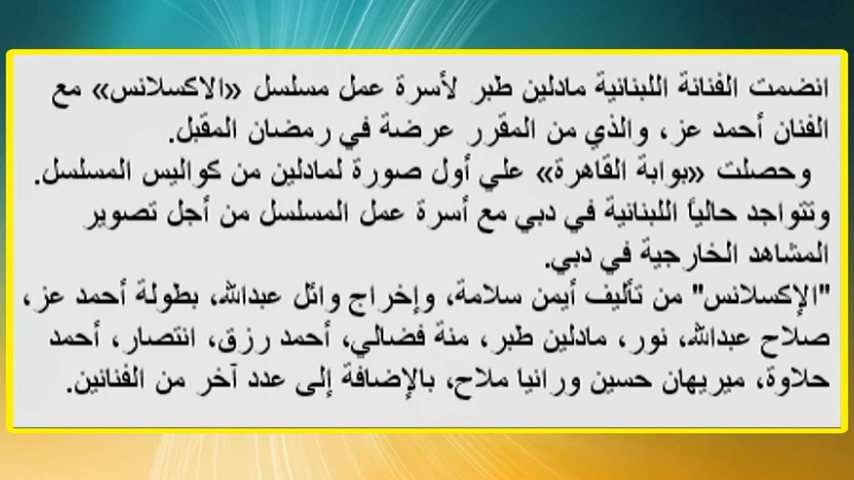 انضمت الفنانة اللبنانية مادلين طبر لأسرة عمل مسلسل «الاكسلانس» مع
الفنان أحمد عز، والذي من المقرر عرضة في رمضان المقبل.
وحصلت «بوابة القاهرة» علي أول صورة لمادلين من كواليس المسلسل.
وتتواجد حالياً اللبنانية في دبي مع أسرة عمل المسلسل من أجل تصوير
المشاهد الخارجية في دبي.
"الإكسلانس" من تأليف أيمن سلامة، وإخراج وائل عبدالله، بطولة أحمد عز،
صلاح عبدالله، نور، مادلين طبر، منة فضالي، أحمد رزق، انتصار، أحمد
حلاوة، ميريهان حسين ورانيا ملاح، بالإضافة إلى عدد آخر من الفنانين.